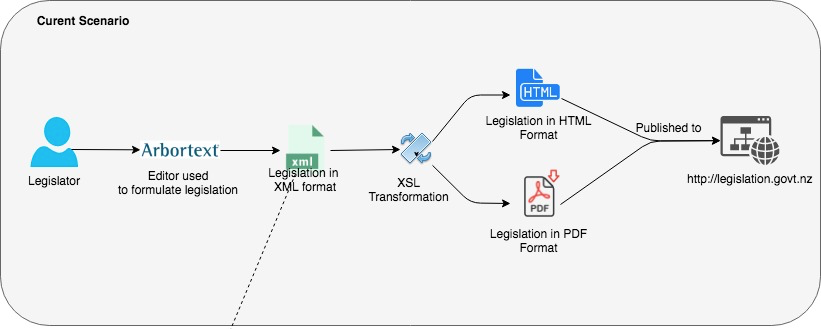 Curent Scenario
Legislator
Arbortext
Editor used
to formulate legislation
xml
Legislation in
XML format
XSL
Transformation
HTML
Legislation in HTML
Format
PDF
Legislation in PDF
Format
Published to
http://legislation.govt.nz